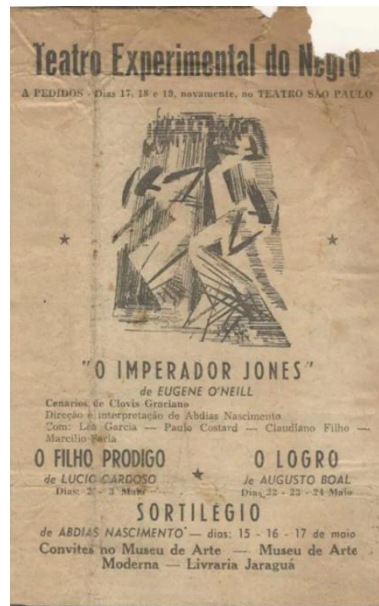 Teatro Experimental do Negro
A PEDIDOS - Dias 17, 18 e 19, novamente, no TEATRO SÃO PAULO
"O IMPERADOR JONES"
de EUGENE O'NEILL
Cenarios de Clovis Graciano
Direção e interpretação de Abdias Nascimento
Com: Léa Garcia — Paulo Costard — Claudiano Filho —
Marcilio Faria
O FILHO PRODIGO
de LUCIO CARDOSO
Dias: 3 Maio
O LOGRO
de AUGUSTO BOAL
Dias 22 - 23 - 24 Maio
SORTILÉGIO
de ABDIAS NASCIMENTO — dias: 15 - 16 - 17 de maio
Convites no Museu de Arte — Museu de Arte
Moderna — Livraria Jaraguá